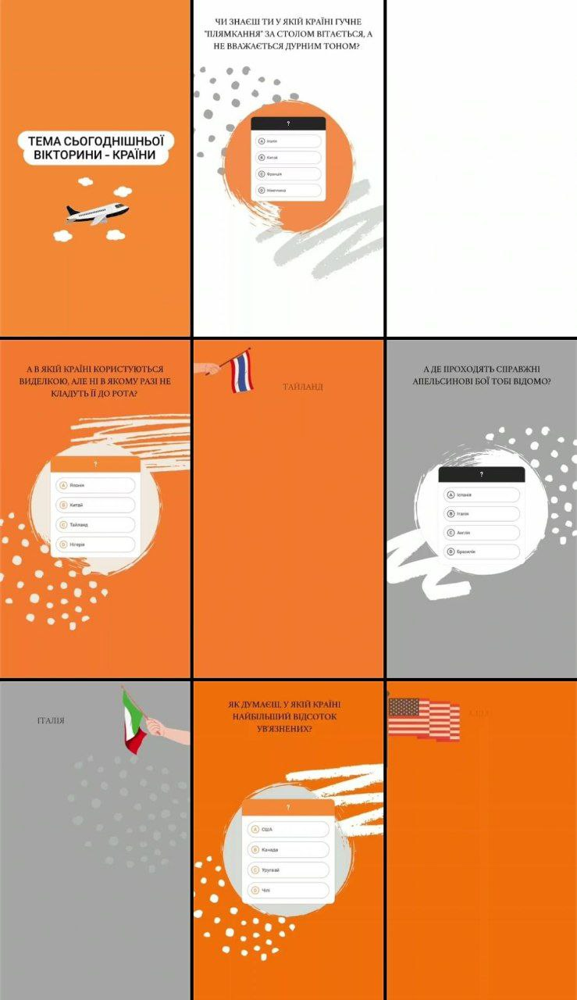 ТЕМА СЬОГОДНІШНЬОЇ
ВІКТОРИНИ - КРАЇНИ
ЧИ ЗНАЄШ ТИ У ЯКІЙ КРАЇНІ ГУЧНЕ
"ПЛЯМКАННЯ" ЗА СТОЛОМ ВІТАЄТЬСЯ, А
НЕ ВВАЖАЄТЬСЯ ДУРНИМ ТОНОМ?
?
A Італія
B Китай
C Франція
D Німеччина
А В ЯКІЙ КРАЇНІ КОРИСТУЮТЬСЯ
ВИДЕЛКОЮ, АЛЕ НІ В ЯКОМУ РАЗІ НЕ
КЛАДУТЬ ЇЇ ДО РОТА?
?
A Японія
B Китай
C Тайланд
D Нігерія
ТАЙЛАНД
А ДЕ ПРОХОДЯТЬ СПРАВЖНІ
АПЕЛЬСИНОВІ БОЇ ТОБІ ВІДОМО?
?
A Іспанія
B Італія
C Англія
D Бразилія
ІТАЛІЯ
ЯК ДУМАЄШ, У ЯКІЙ КРАЇНІ
НАЙБІЛЬШИЙ ВІДСОТОК
УВ'ЯЗНЕНИХ?
?
A США
B Канада
C Уругвай
D Чілі
США